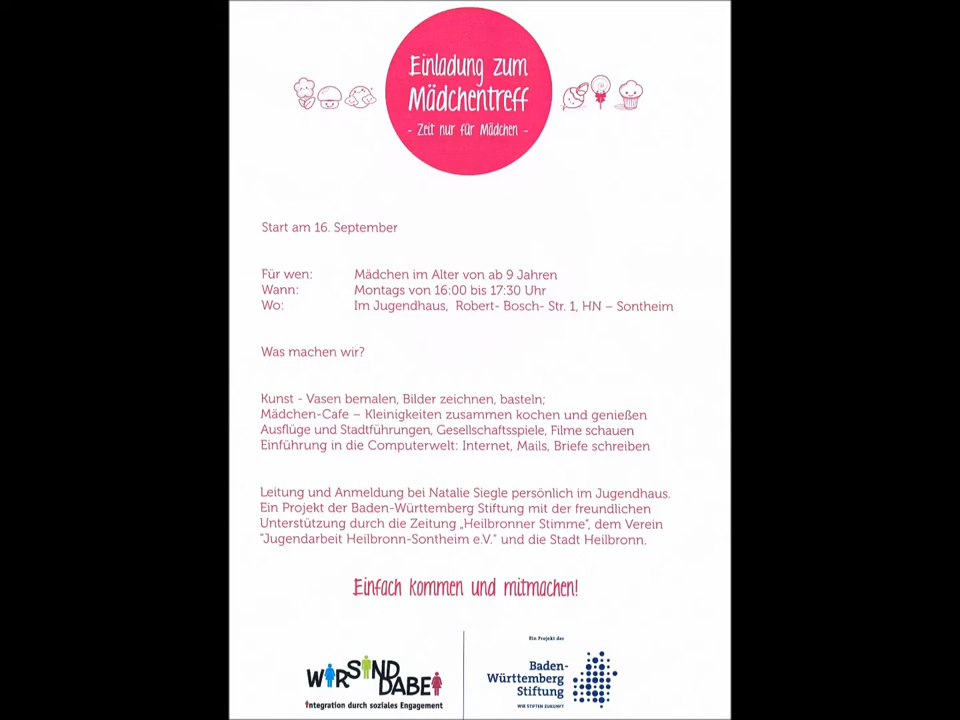 Einladung zum
Mädchentreff
- Zeit nur für Mädchen -
Start am 16. September
Für wen: Mädchen im Alter von ab 9 Jahren
Wann: Montags von 16:00 bis 17:30 Uhr
Wo: Im Jugendhaus, Robert- Bosch- Str. 1, HN – Sontheim
Was machen wir?
Kunst - Vasen bemalen, Bilder zeichnen, basteln;
Mädchen-Cafe – Kleinigkeiten zusammen kochen und genießen
Ausflüge und Stadtführungen, Gesellschaftsspiele, Filme schauen
Einführung in die Computerwelt: Internet, Mails, Briefe schreiben
Leitung und Anmeldung bei Natalie Siegle persönlich im Jugendhaus.
Ein Projekt der Baden-Württemberg Stiftung mit der freundlichen
Unterstützung durch die Zeitung „Heilbronner Stimme“, dem Verein
"Jugendarbeit Heilbronn-Sontheim e.V." und die Stadt Heilbronn.
Einfach kommen und mitmachen!
WIR SIND
DABEI
Integration durch soziales Engagement
Ein Projekt der
Baden-
Württemberg
Stiftung
WIR STIFTEN ZUKUNFT